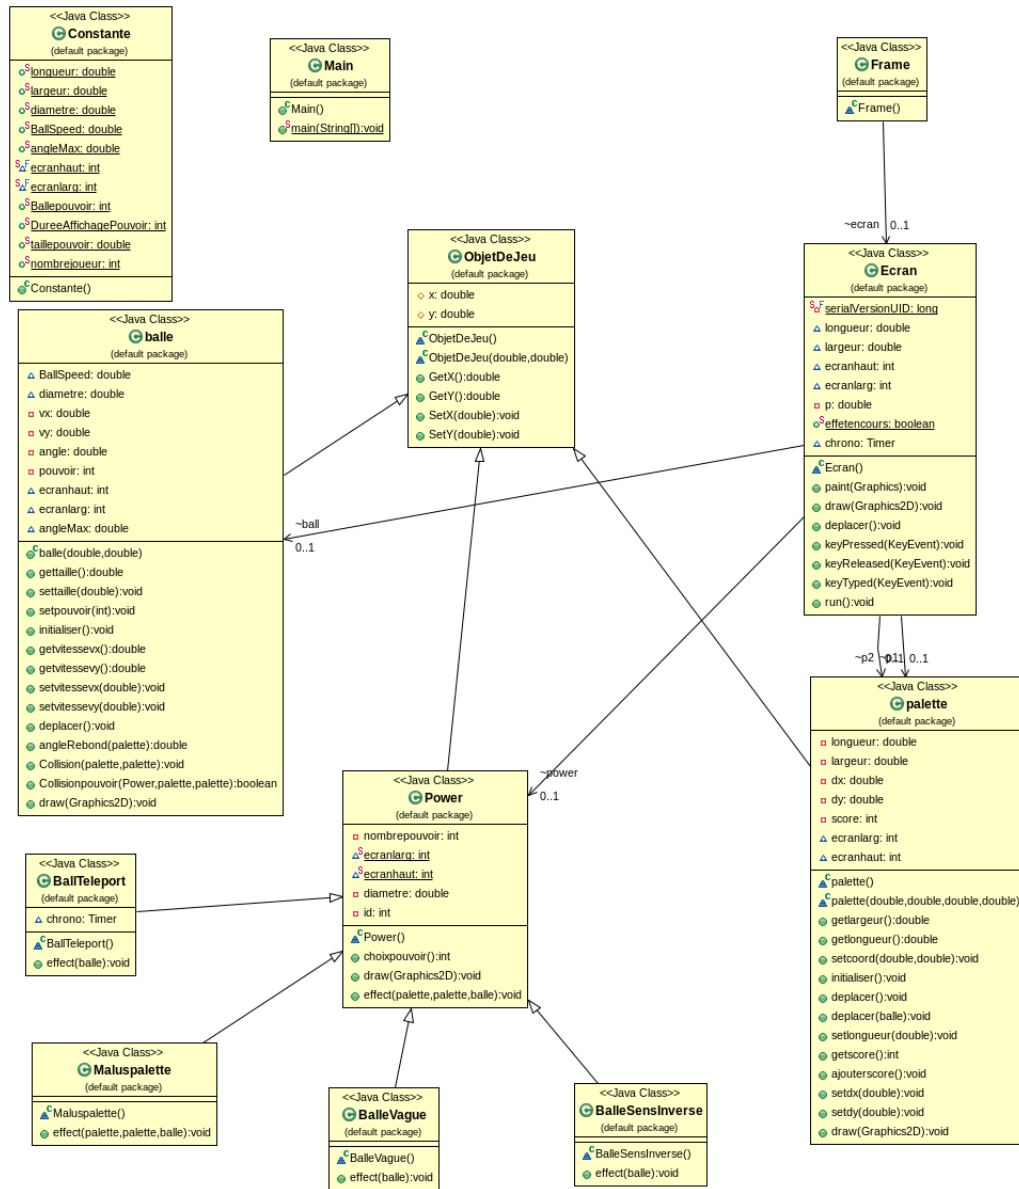 <<Java Class>>
Constante
(default package)
longueur: double
largeur: double
diametre: double
BallSpeed: double
angleMax: double
ecranhaut: int
ecranlarg: int
Ballepouvoir: int
DureeAffichagePouvoir: int
taillepouvoir: double
nombrejoueur: int
Constante()
<<Java Class>>
Main
(default package)
Main()
main(String[]):void
<<Java Class>>
Frame
(default package)
Frame()
~ecran 0..1
<<Java Class>>
ObjetDeJeu
(default package)
x: double
y: double
ObjetDeJeu()
ObjetDeJeu(double,double)
GetX():double
GetY():double
SetX(double):void
SetY(double):void
<<Java Class>>
Ecran
(default package)
serialVersionUID: long
longueur: double
largeur: double
ecranhaut: int
ecranlarg: int
p: double
effetencours: boolean
chrono: Timer
Ecran()
paint(Graphics):void
draw(Graphics2D):void
deplacer():void
keyPressed(KeyEvent):void
keyReleased(KeyEvent):void
keyTyped(KeyEvent):void
run():void
<<Java Class>>
balle
(default package)
BallSpeed: double
diametre: double
vx: double
vy: double
angle: double
pouvoir: int
ecranhaut: int
ecranlarg: int
angleMax: double
balle(double,double)
gettaille():double
settaille(double):void
setpouvoir(int):void
initialiser():void
getvitessevx():double
getvitessevy():double
setvitessevx(double):void
setvitessevy(double):void
deplacer():void
angleRebond(palette):double
Collision(palette,palette):void
Collisionpouvoir(Power,palette,palette):boolean
draw(Graphics2D):void
~ball
0..1
~p2 ~p1 0..1 0..1
~power
0..1
<<Java Class>>
palette
(default package)
longueur: double
largeur: double
dx: double
dy: double
score: int
ecranlarg: int
ecranhaut: int
palette()
palette(double,double,double,double)
getlargeur():double
getlongueur():double
setcoord(double,double):void
initialiser():void
deplacer():void
deplacer(balle):void
setlongueur(double):void
getscore():int
ajouterscore():void
setdx(double):void
setdy(double):void
draw(Graphics2D):void
<<Java Class>>
Power
(default package)
nombrepouvoir: int
ecranlarg: int
ecranhaut: int
diametre: double
id: int
Power()
choixpouvoir():int
draw(Graphics2D):void
effect(palette,palette,balle):void
<<Java Class>>
BallTeleport
(default package)
chrono: Timer
BallTeleport()
effect(balle):void
<<Java Class>>
Maluspalette
(default package)
Maluspalette()
effect(palette,palette,balle):void
<<Java Class>>
BalleVague
(default package)
BalleVague()
effect(balle):void
<<Java Class>>
BalleSensInverse
(default package)
BalleSensInverse()
effect(balle):void